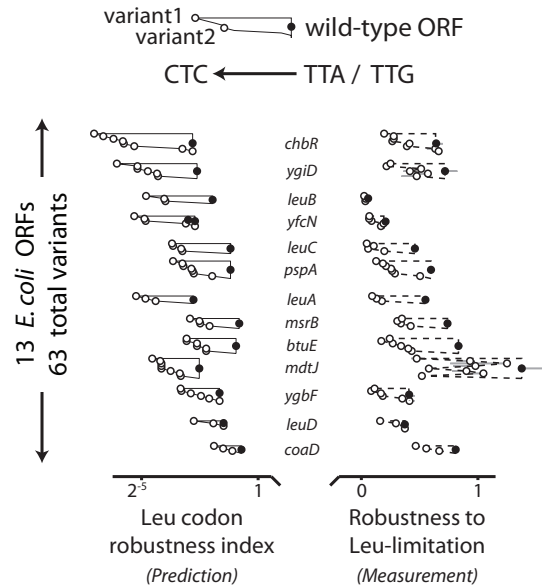 variant1
variant2
wild-type ORF
CTC TTA / TTG
13 E.coli ORFs
63 total variants
chbR
ygiD
leuB
yfcN
leuC
pspA
leuA
msrB
btuE
mdtJ
ygbF
leuD
coaD
2-5 1
0 1
Leu codon
robustness index
(Prediction)
Robustness to
Leu-limitation
(Measurement)